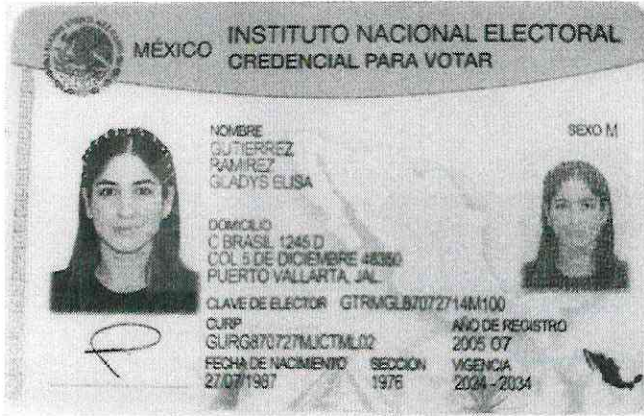 MÉXICO
INSTITUTO NACIONAL ELECTORAL
CREDENCIAL PARA VOTAR
NOMBRE
GUTIERREZ
RAMIREZ
GLADYS ELISA
SEXO M
DOMICILIO
C BRASIL 1245 D
COL 5 DE DICIEMBRE 48350
PUERTO VALLARTA, JAL.
CLAVE DE ELECTOR GTRMGL87072714M100
CURP
GURG870727MJCTML02
AÑO DE REGISTRO
2005 07
FECHA DE NACIMIENTO
27/07/1987
SECCION
1976
VIGENCIA
2024 - 2034